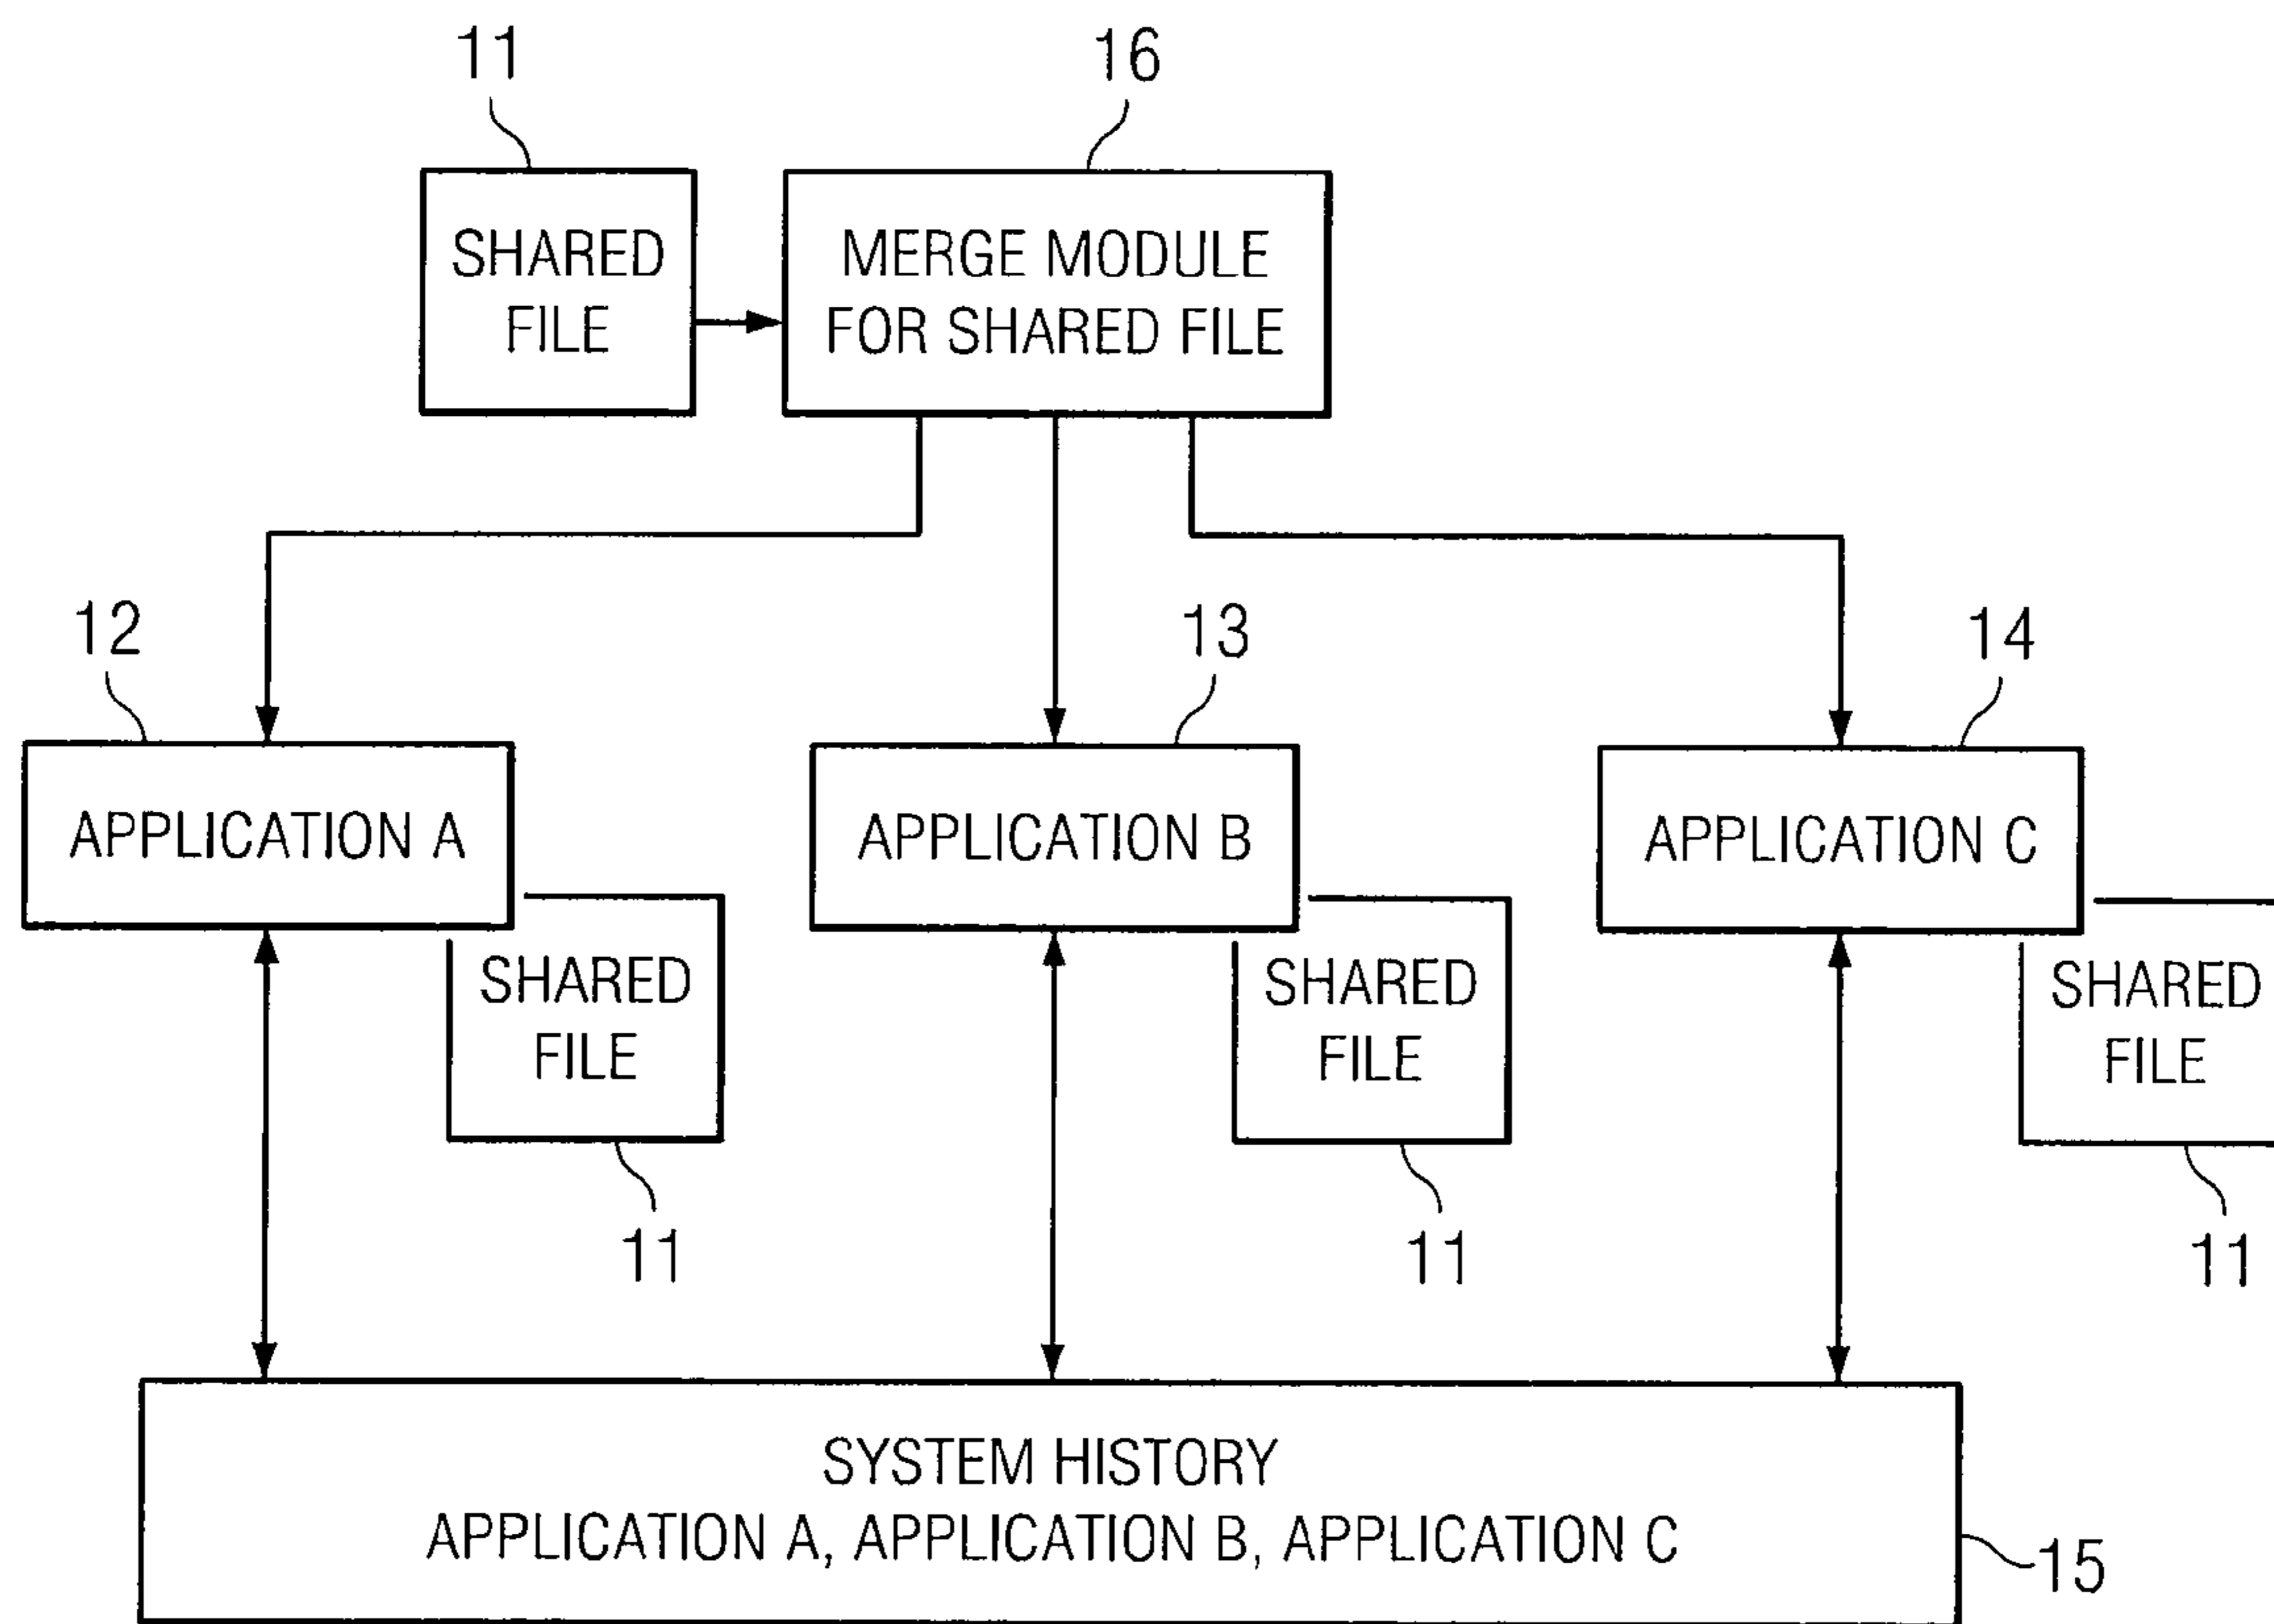 11
16
SHARED
FILE
MERGE MODULE
FOR SHARED FILE
12
13
14
APPLICATION A
APPLICATION B
APPLICATION C
SHARED
FILE
SHARED
FILE
SHARED
FILE
11
11
11
SYSTEM HISTORY
APPLICATION A, APPLICATION B, APPLICATION C
15